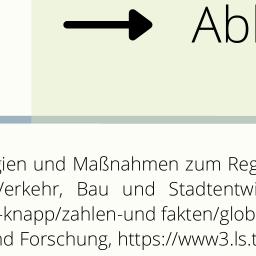 Abl
gien und Maßnahmen zum Reg
Verkehr, Bau und Stadtentwi
-knapp/zahlen-und fakten/glob
nd Forschung, https://www3.ls.t